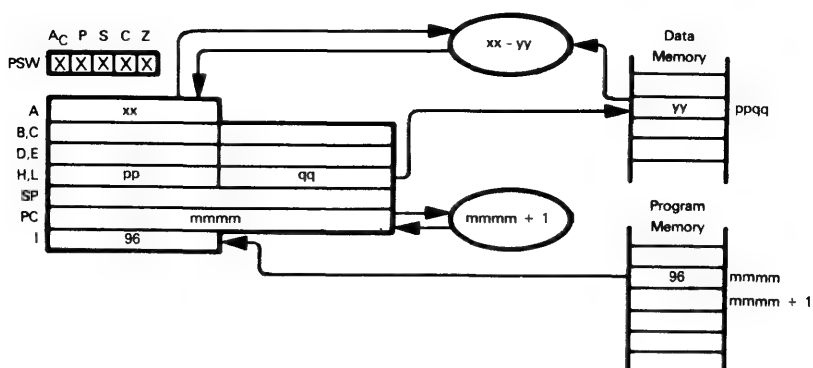 AC P S C Z
PSW X X X X X
A xx
B,C
D,E
H,L pp qq
SP
PC mmmm
I 96
xx - yy
mmmm + 1
Data
Memory
yy ppqq
Program
Memory
96 mmmm
mmmm + 1